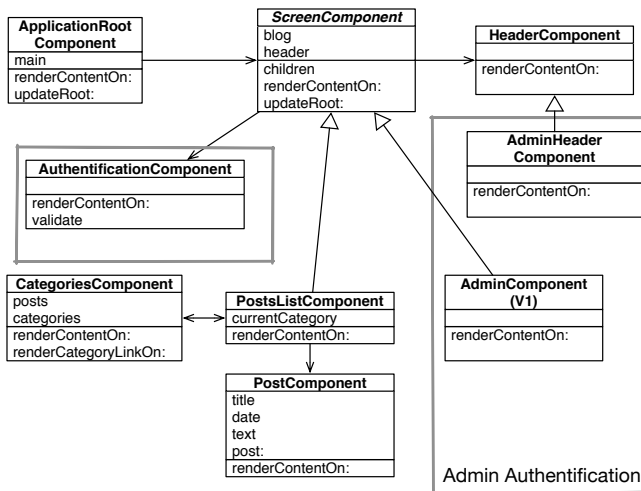 ApplicationRoot
Component
main
renderContentOn:
updateRoot:
ScreenComponent
blog
header
children
renderContentOn:
updateRoot:
HeaderComponent
renderContentOn:
AdminHeader
Component
renderContentOn:
AuthentificationComponent
renderContentOn:
validate
CategoriesComponent
posts
categories
renderContentOn:
renderCategoryLinkOn:
PostsListComponent
currentCategory
renderContentOn:
AdminComponent
(V1)
renderContentOn:
PostComponent
title
date
text
post:
renderContentOn:
Admin Authentification